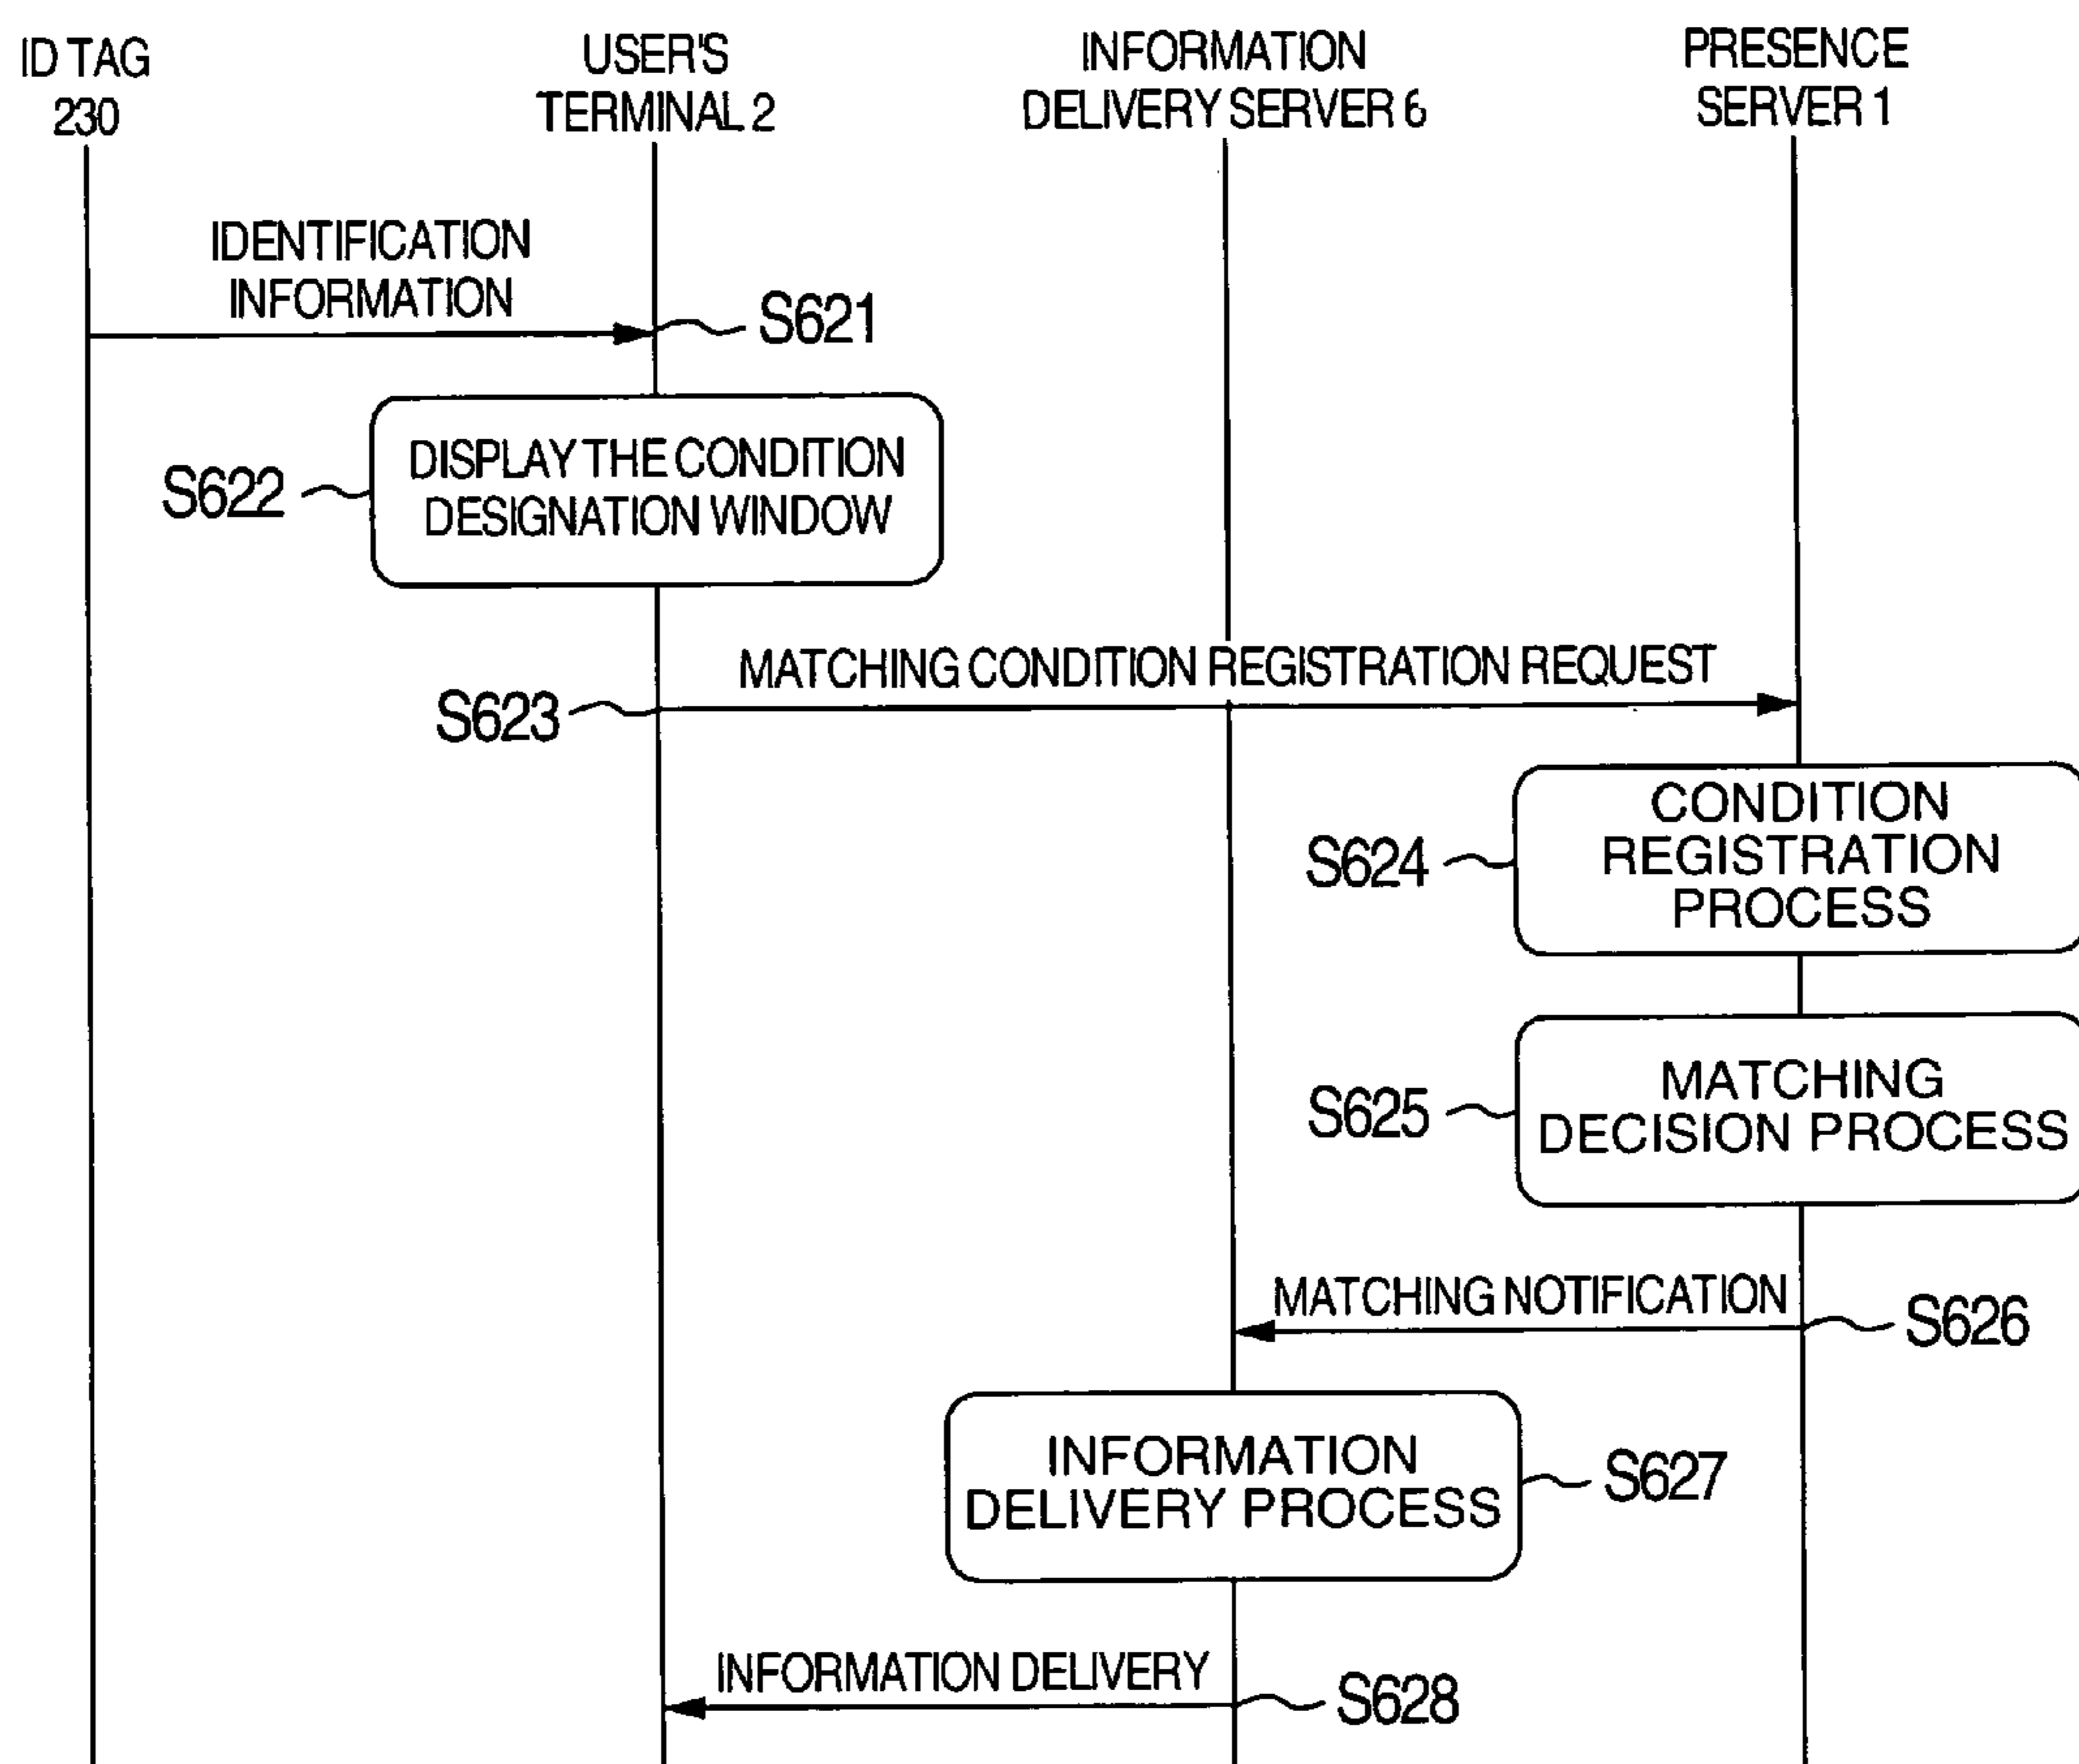 ID TAG
230
USER'S
TERMINAL 2
INFORMATION
DELIVERY SERVER 6
PRESENCE
SERVER 1
IDENTIFICATION
INFORMATION
S621
S622
DISPLAY THE CONDITION
DESIGNATION WINDOW
MATCHING CONDITION REGISTRATION REQUEST
S623
S624
CONDITION
REGISTRATION
PROCESS
S625
MATCHING
DECISION PROCESS
MATCHING NOTIFICATION
S626
INFORMATION
DELIVERY PROCESS
S627
INFORMATION DELIVERY
S628